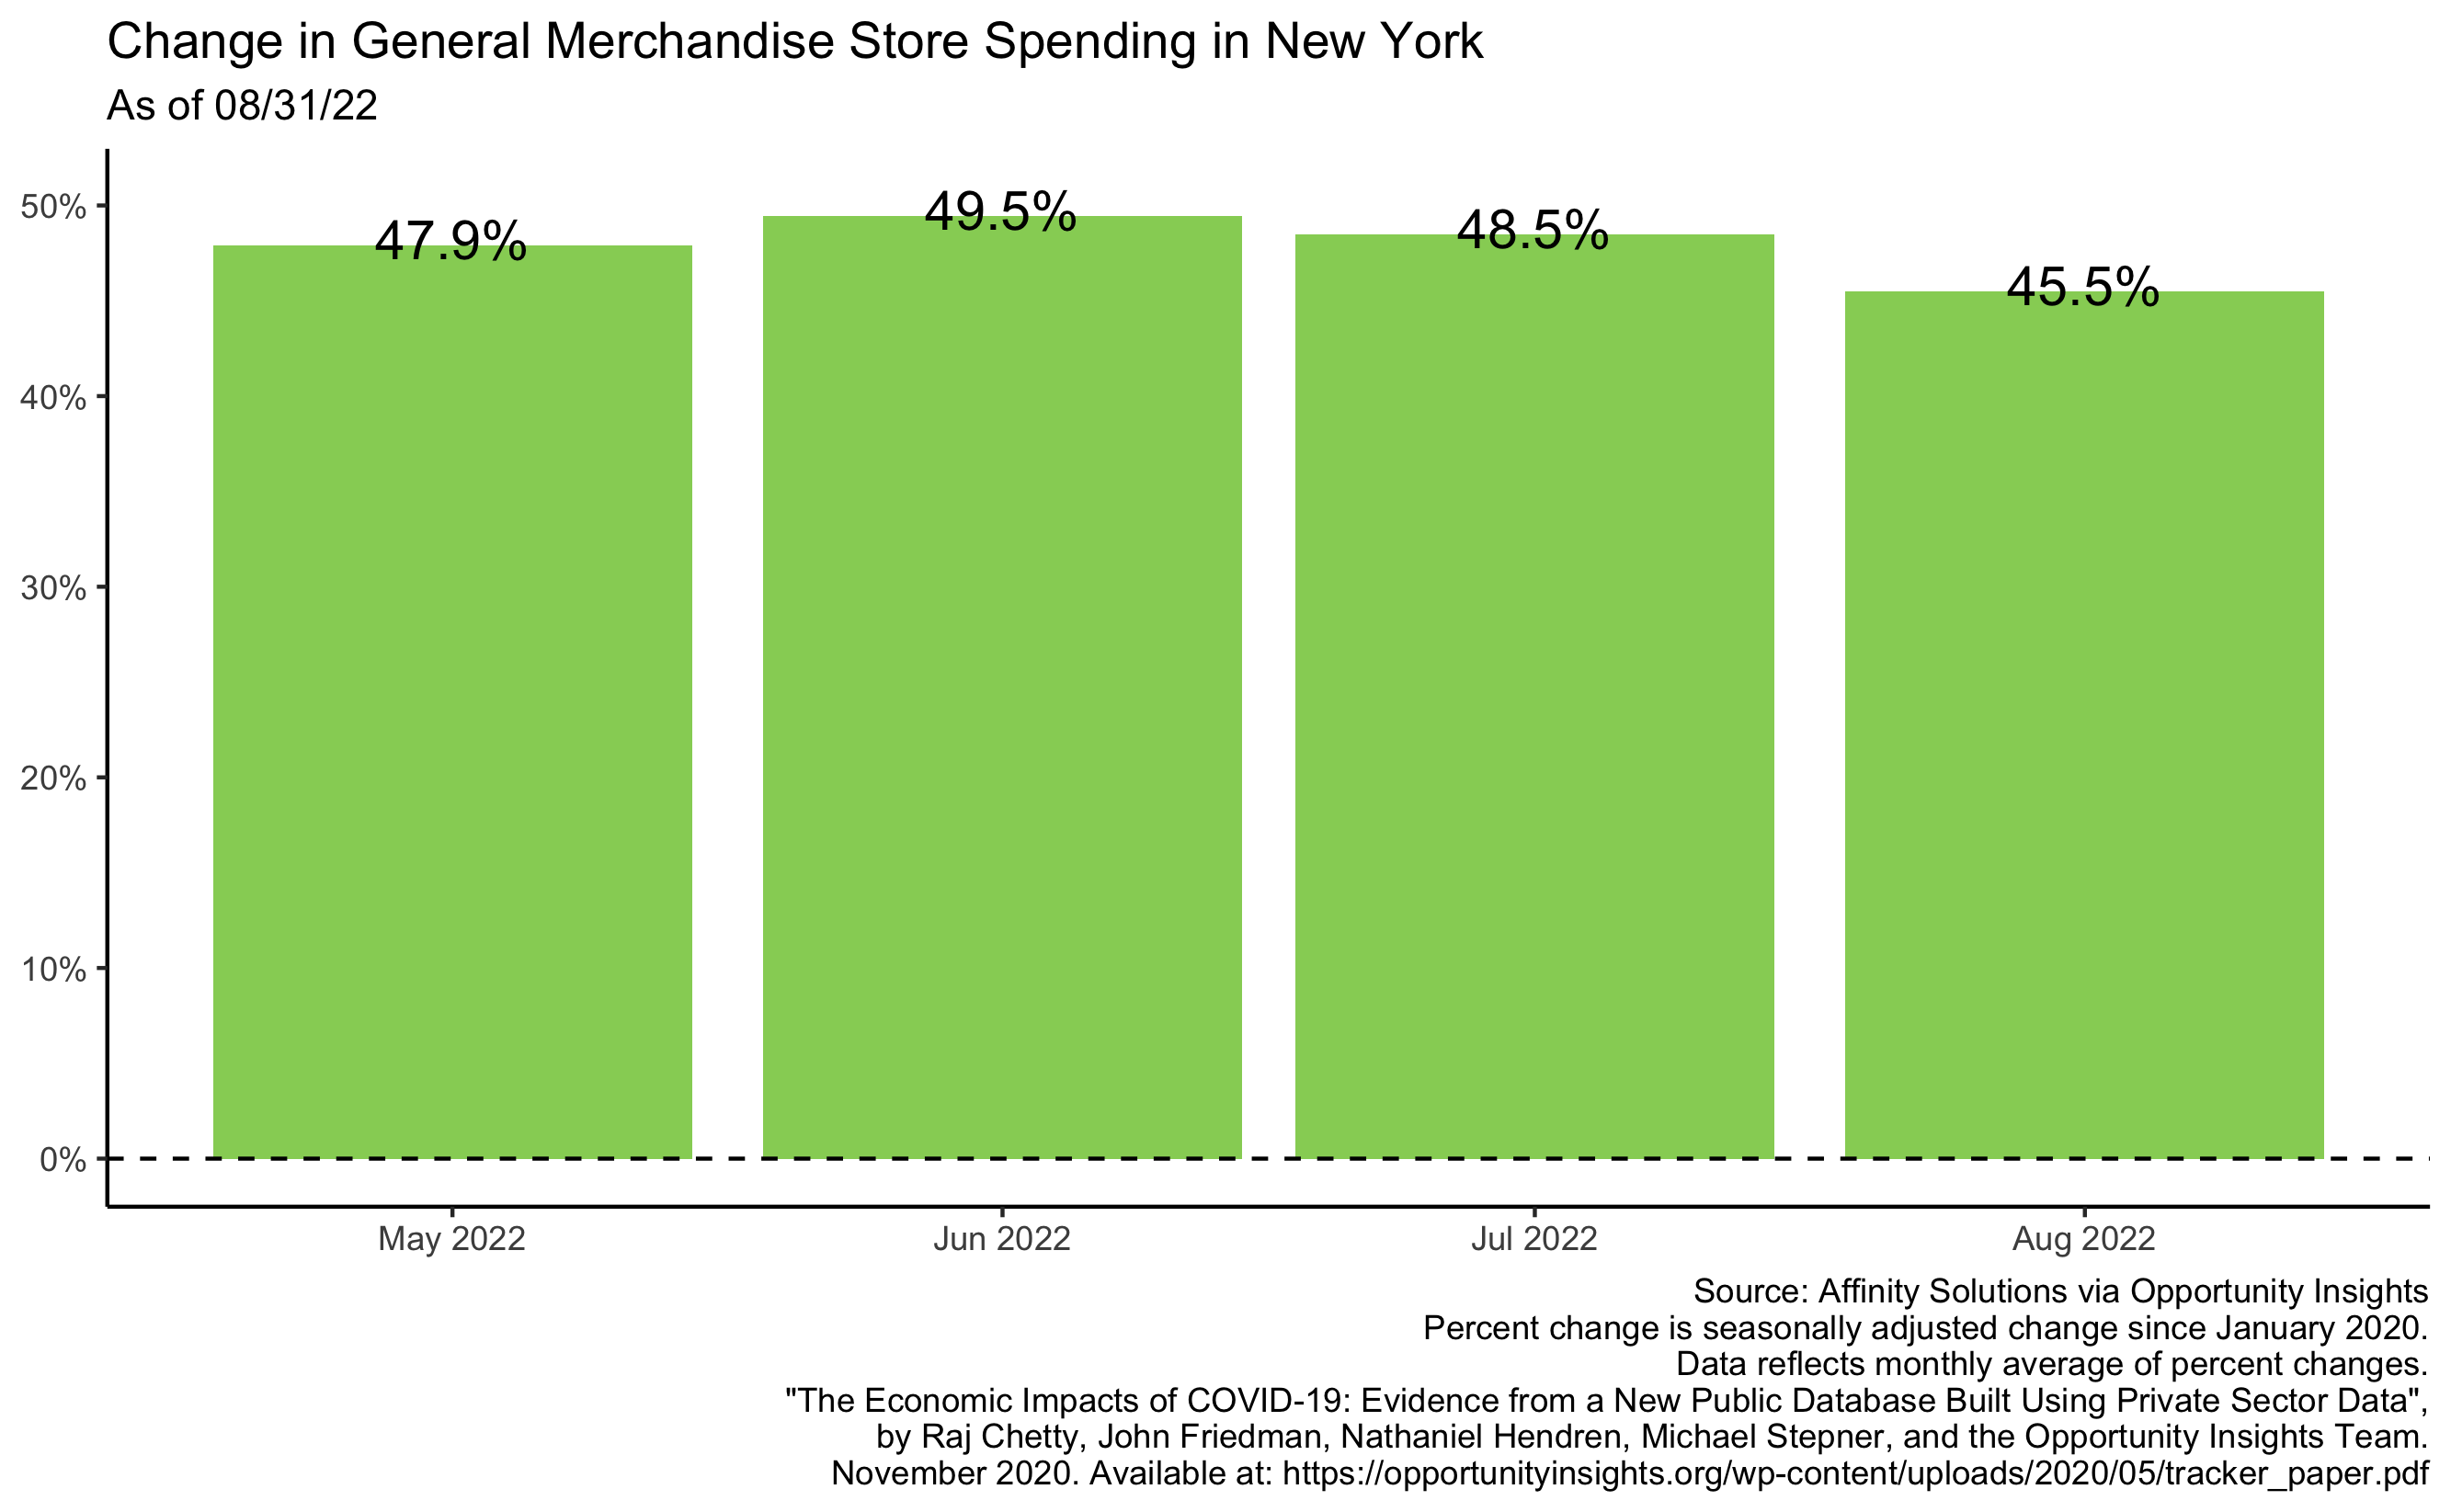 Change in General Merchandise Store Spending in New York
As of 08/31/22
50%
40%
30%
20%
10%
0%
47.9%
49.5%
48.5%
45.5%
May 2022
Jun 2022
Jul 2022
Aug 2022
Source: Affinity Solutions via Opportunity Insights
Percent change is seasonally adjusted change since January 2020.
Data reflects monthly average of percent changes.
"The Economic Impacts of COVID-19: Evidence from a New Public Database Built Using Private Sector Data",
by Raj Chetty, John Friedman, Nathaniel Hendren, Michael Stepner, and the Opportunity Insights Team.
November 2020. Available at: https://opportunityinsights.org/wp-content/uploads/2020/05/tracker_paper.pdf